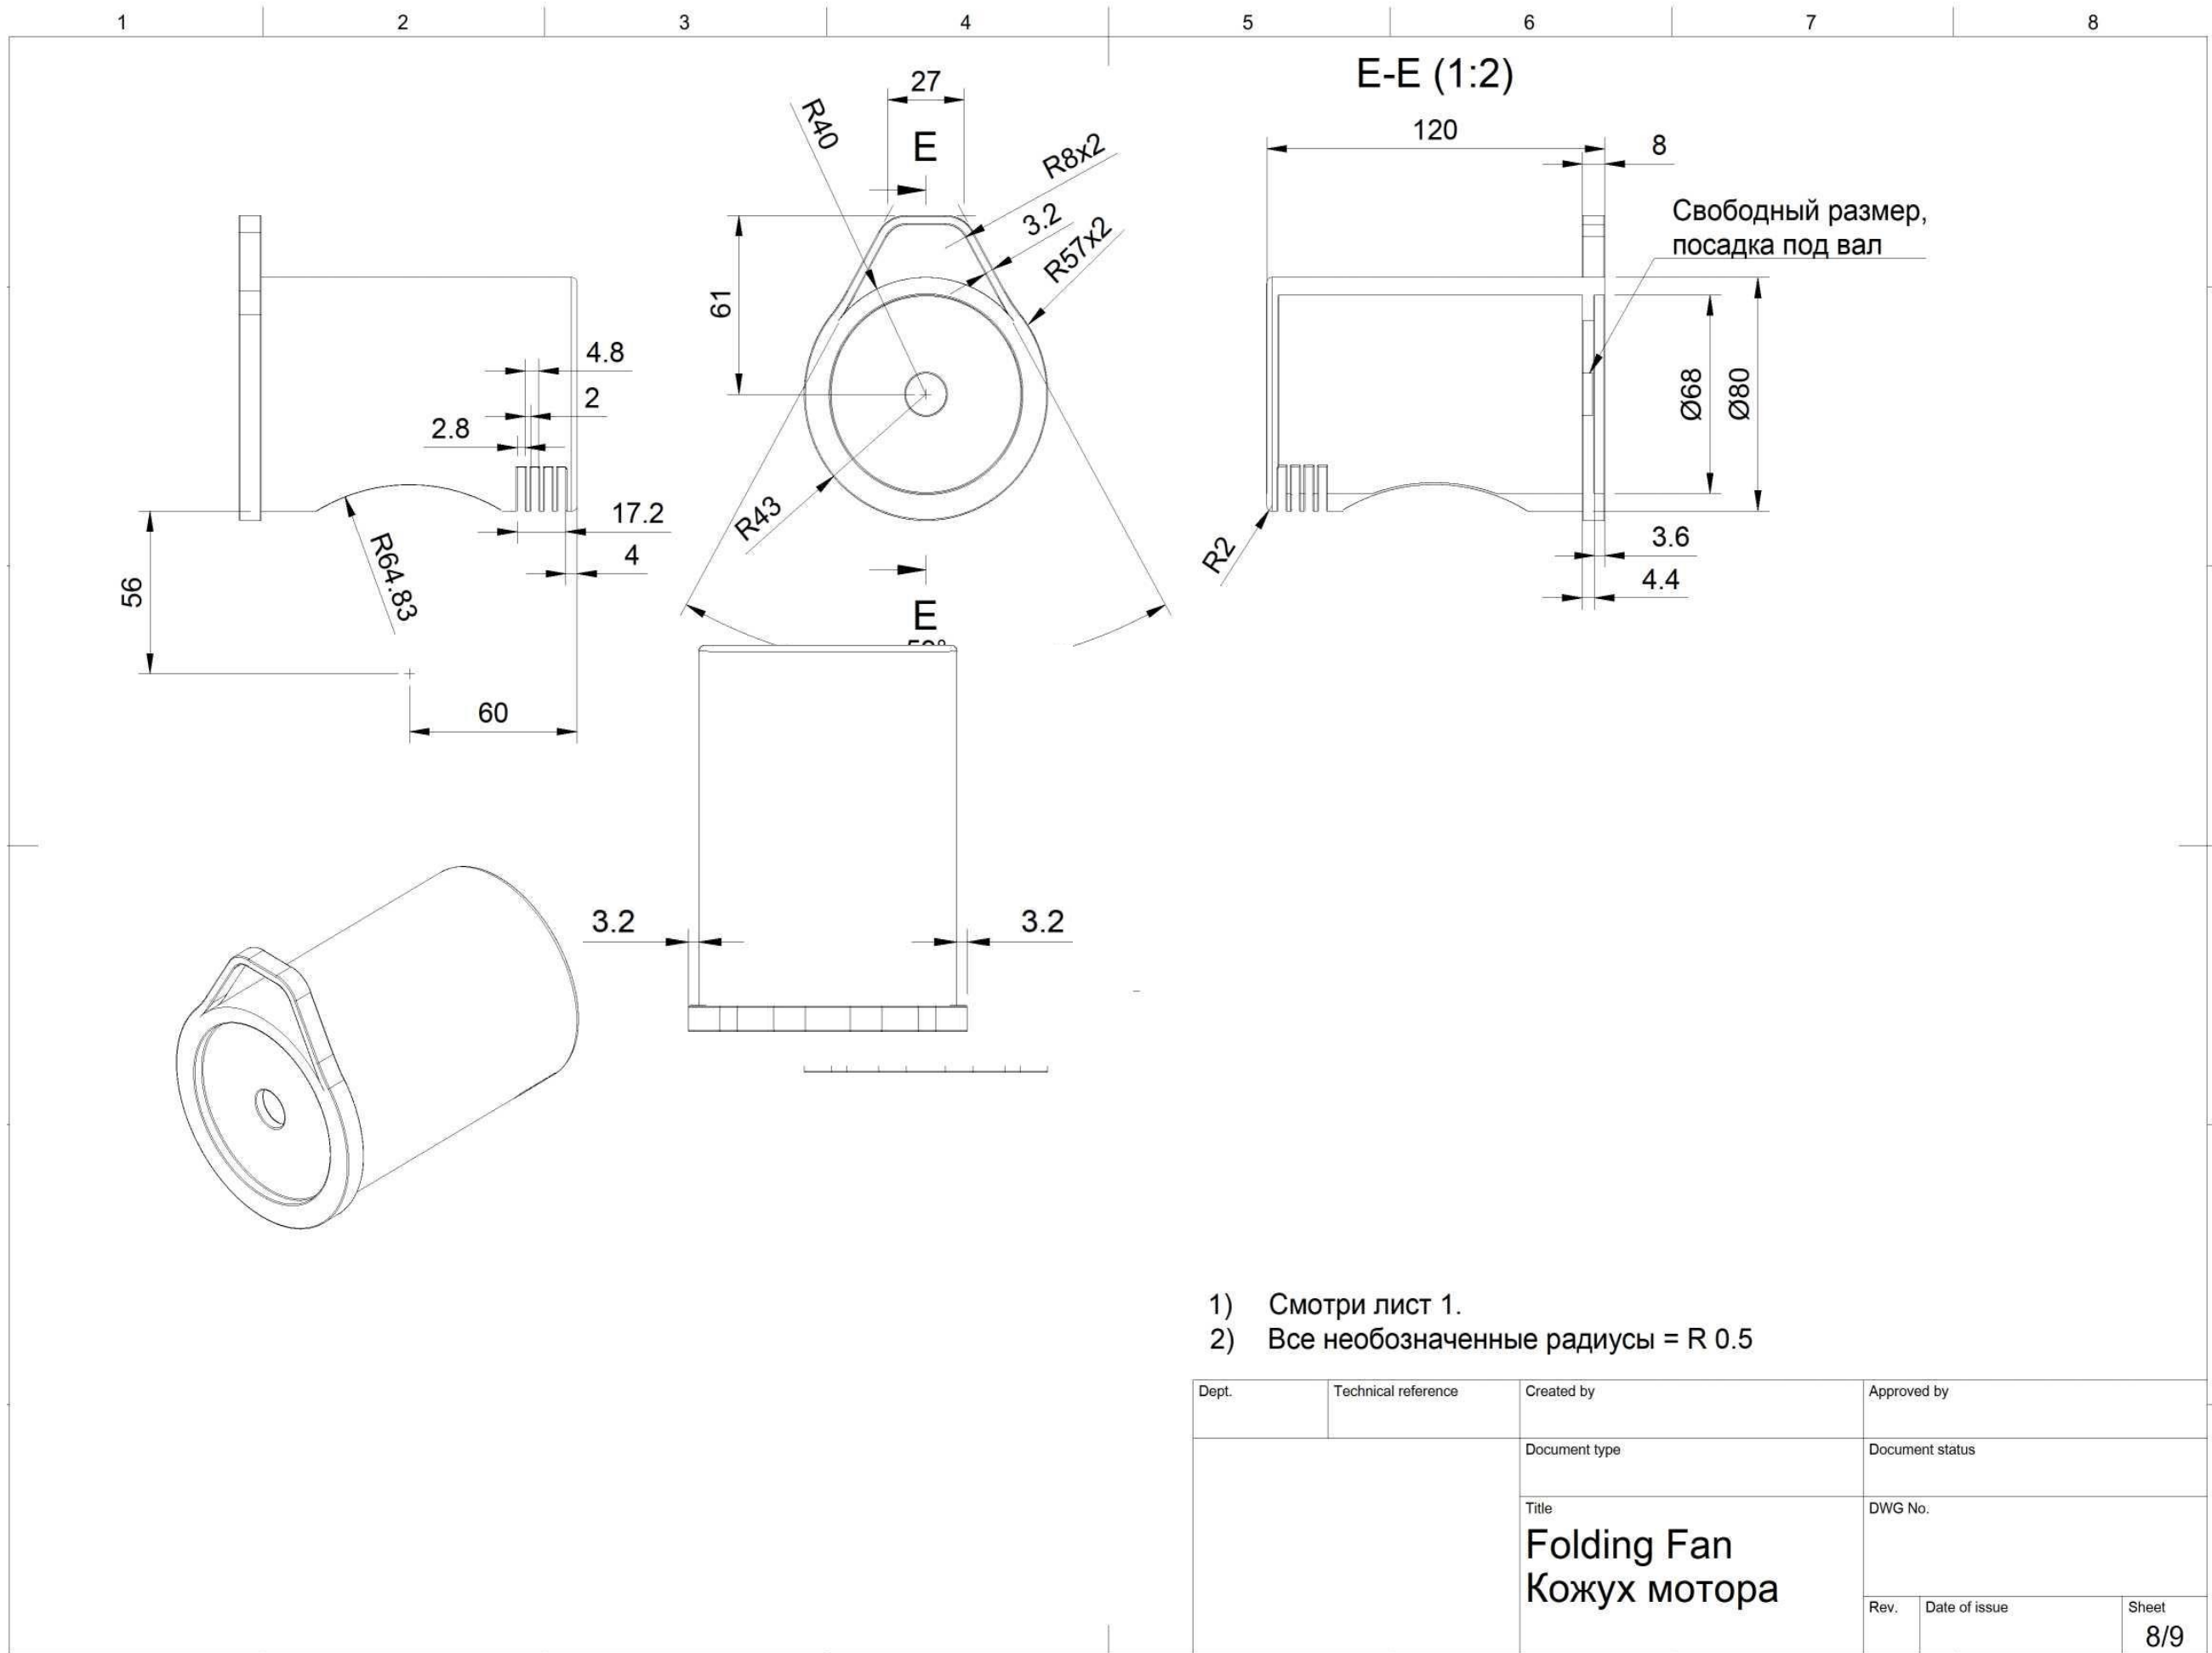 1 2 3 4 5 6 7 8
E-E (1:2)
27
R40
E
R8x2
3.2
R57x2
61
R43
E
120
8
Свободный размер,
посадка под вал
Ø68
Ø80
R2
3.6
4.4
4.8
2
2.8
17.2
4
R64.83
56
60
3.2
3.2
1) Смотри лист 1.
2) Все необозначенные радиусы = R 0.5
Dept.
Technical reference
Created by
Approved by
Document type
Document status
Title
Folding Fan
Кожух мотора
DWG No.
Rev.
Date of issue
Sheet
8/9